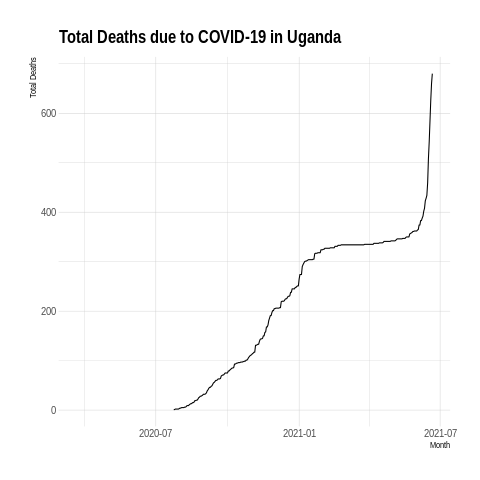 Total Deaths due to COVID-19 in Uganda
Total Deaths
600
400
200
0
2020-07
2021-01
2021-07
Month